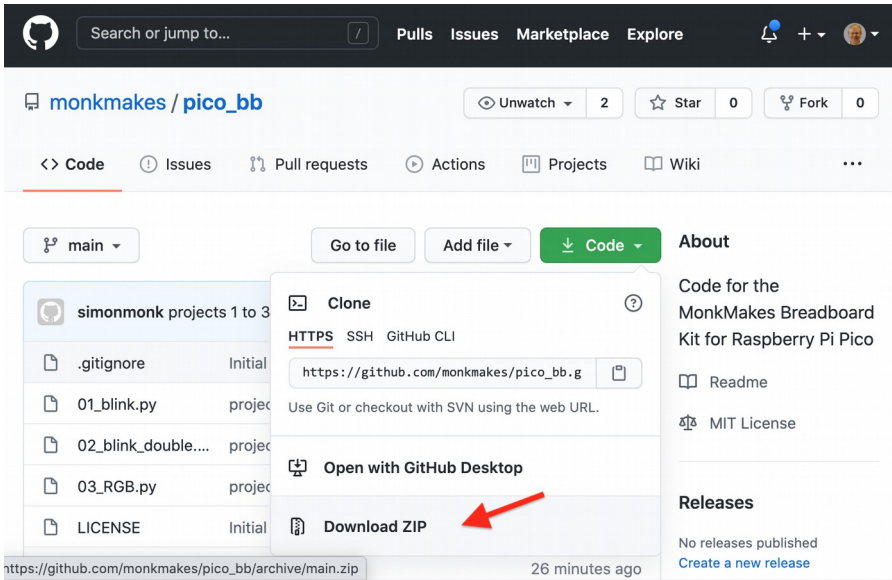 Search or jump to... /
Pulls Issues Marketplace Explore
monkmakes / pico_bb
Unwatch 2 Star 0 Fork 0
Code Issues Pull requests Actions Projects Wiki ...
main Go to file Add file Code
About
Code for the
MonkMakes Breadboard
Kit for Raspberry Pi Pico
Readme
MIT License
Releases
No releases published
Create a new release
Clone
HTTPS SSH GitHub CLI
https://github.com/monkmakes/pico_bb.g
Use Git or checkout with SVN using the web URL.
Open with GitHub Desktop
Download ZIP
simonmonk projects 1 to 3
.gitignore Initial
01_blink.py projec
02_blink_double.... projec
03_RGB.py projec
LICENSE Initial
26 minutes ago
https://github.com/monkmakes/pico_bb/archive/main.zip